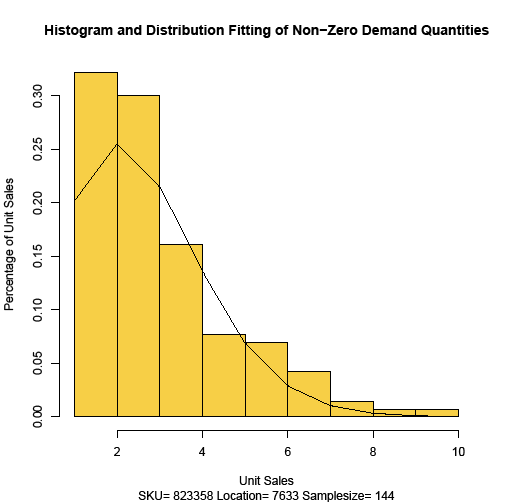 Histogram and Distribution Fitting of Non−Zero Demand Quantities
Percentage of Unit Sales
0.30
0.25
0.20
0.15
0.10
0.05
0.00
2 4 6 8 10
Unit Sales
SKU= 823358 Location= 7633 Samplesize= 144